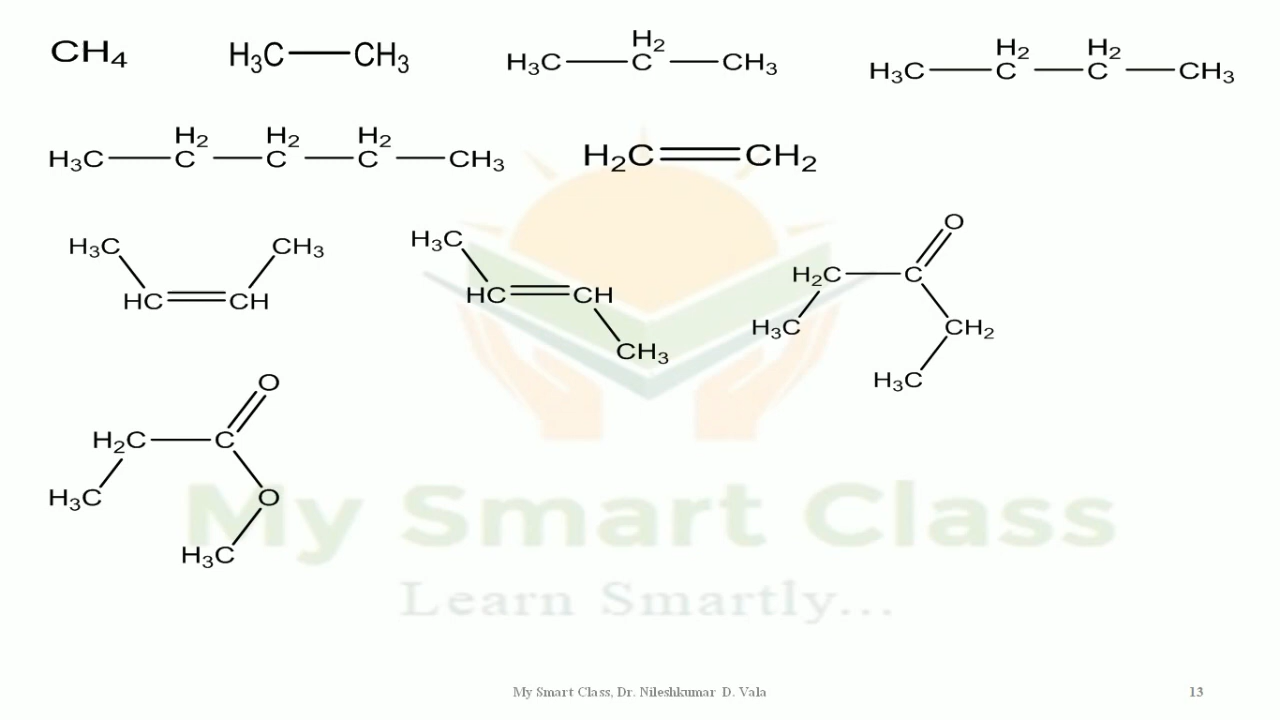 CH₄ H₃C—CH₃ H₃C—CH₂—CH₃ H₃C—CH₂—CH₂—CH₃
H₃C—CH₂—CH₂—CH₂—CH₃ H₂C=CH₂
H₃C CH₃
HC=CH
H₃C
HC=CH
CH₃
O
H₂C—C
H₃C CH₂
H₃C
O
H₂C—C
H₃C O
H₃C
My Smart Class
Learn Smartly...
My Smart Class, Dr. Nileshkumar D. Vala 13